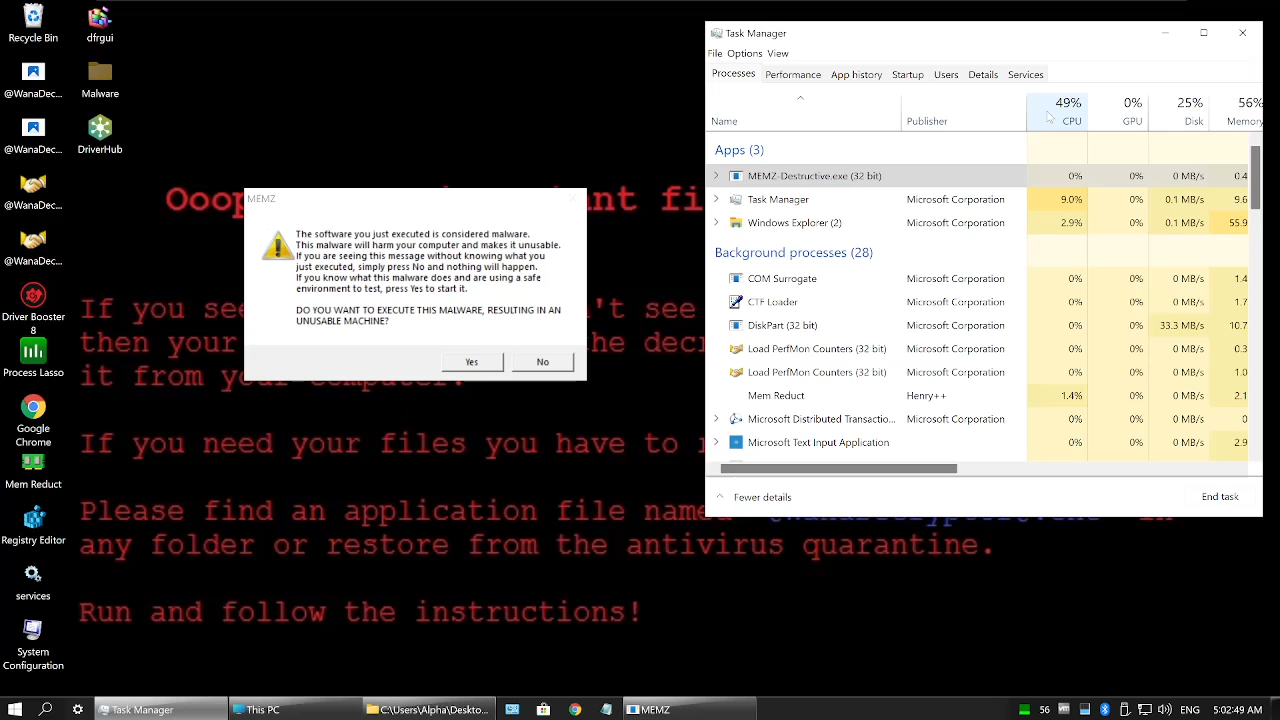 Recycle Bin
dfrgui
@WanaDec...
Malware
@WanaDec...
DriverHub
@WanaDec...
@WanaDec...
Driver Booster
8
Process Lasso
Google
Chrome
Mem Reduct
Registry Editor
services
System
Configuration
MEMZ
The software you just executed is considered malware.
This malware will harm your computer and makes it unusable.
If you are seeing this message without knowing what you
just executed, simply press No and nothing will happen.
If you know what this malware does and are using a safe
environment to test, press Yes to start it.
DO YOU WANT TO EXECUTE THIS MALWARE, RESULTING IN AN
UNUSABLE MACHINE?
Yes No
Task Manager
File Options View
Processes Performance App history Startup Users Details Services
49% 0% 25% 56%
Name Publisher CPU GPU Disk Memory
Apps (3)
MEMZ-Destructive.exe (32 bit) 0% 0% 0 MB/s 0.4
Task Manager Microsoft Corporation 9.0% 0% 0.1 MB/s
Windows Explorer (2) Microsoft Corporation 2.9% 0% 0.1 MB/s
Background processes (28)
COM Surrogate Microsoft Corporation 0% 0% 0 MB/s 1.4
CTF Loader Microsoft Corporation 0% 0% 0 MB/s
DiskPart (32 bit) Microsoft Corporation 0% 0% 33.3 MB/s 0.8
Load PerfMon Counters (32 bit) Microsoft Corporation 0% 0% 0 MB/s 0.3
Load PerfMon Counters (32 bit) Microsoft Corporation 0% 0% 0 MB/s 1.0
Mem Reduct Henry++ 1.4% 0% 0 MB/s 2.1
Microsoft Distributed Transactio... Microsoft Corporation 0% 0% 0 MB/s
Microsoft Text Input Application Microsoft Corporation 0% 0% 0 MB/s 2.9
Fewer details End task
Ooop nt fi
If you see 't see
then your he decr
it from your computer.
If you need your files you have to
Please find an application file named
any folder or restore from the antivirus quarantine.
Run and follow the instructions!
Task Manager This PC C:\Users\Alpha\Deskto... MEMZ 56 ENG 5:02:49 AM